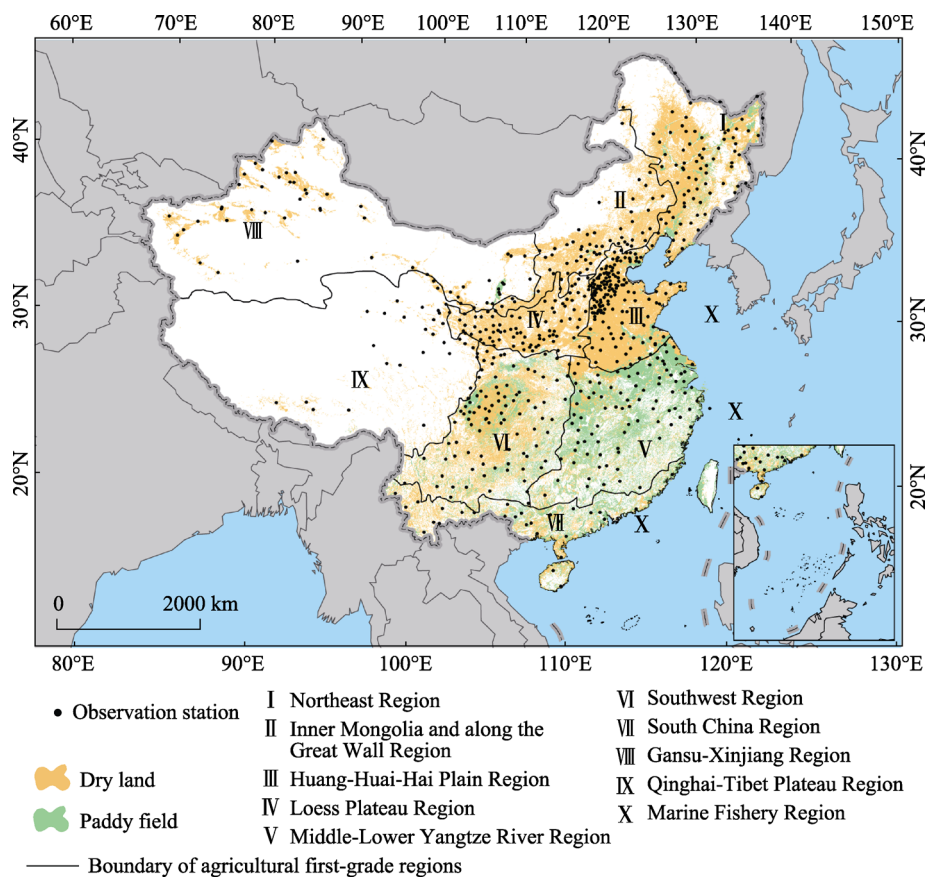 60°E 70°E 80°E 90°E 100°E 110°E 120°E 130°E 140°E 150°E
40°N 40°N
30°N 30°N
20°N 20°N
I
II
VIII
III
X
IV
IX
X
VI
V
VII
X
0 2000 km
80°E 90°E 100°E 110°E 120°E 130°E
Observation station
Dry land
Paddy field
Boundary of agricultural first-grade regions
I Northeast Region
II Inner Mongolia and along the
Great Wall Region
III Huang-Huai-Hai Plain Region
IV Loess Plateau Region
V Middle-Lower Yangtze River Region
VI Southwest Region
VII South China Region
VIII Gansu-Xinjiang Region
IX Qinghai-Tibet Plateau Region
X Marine Fishery Region